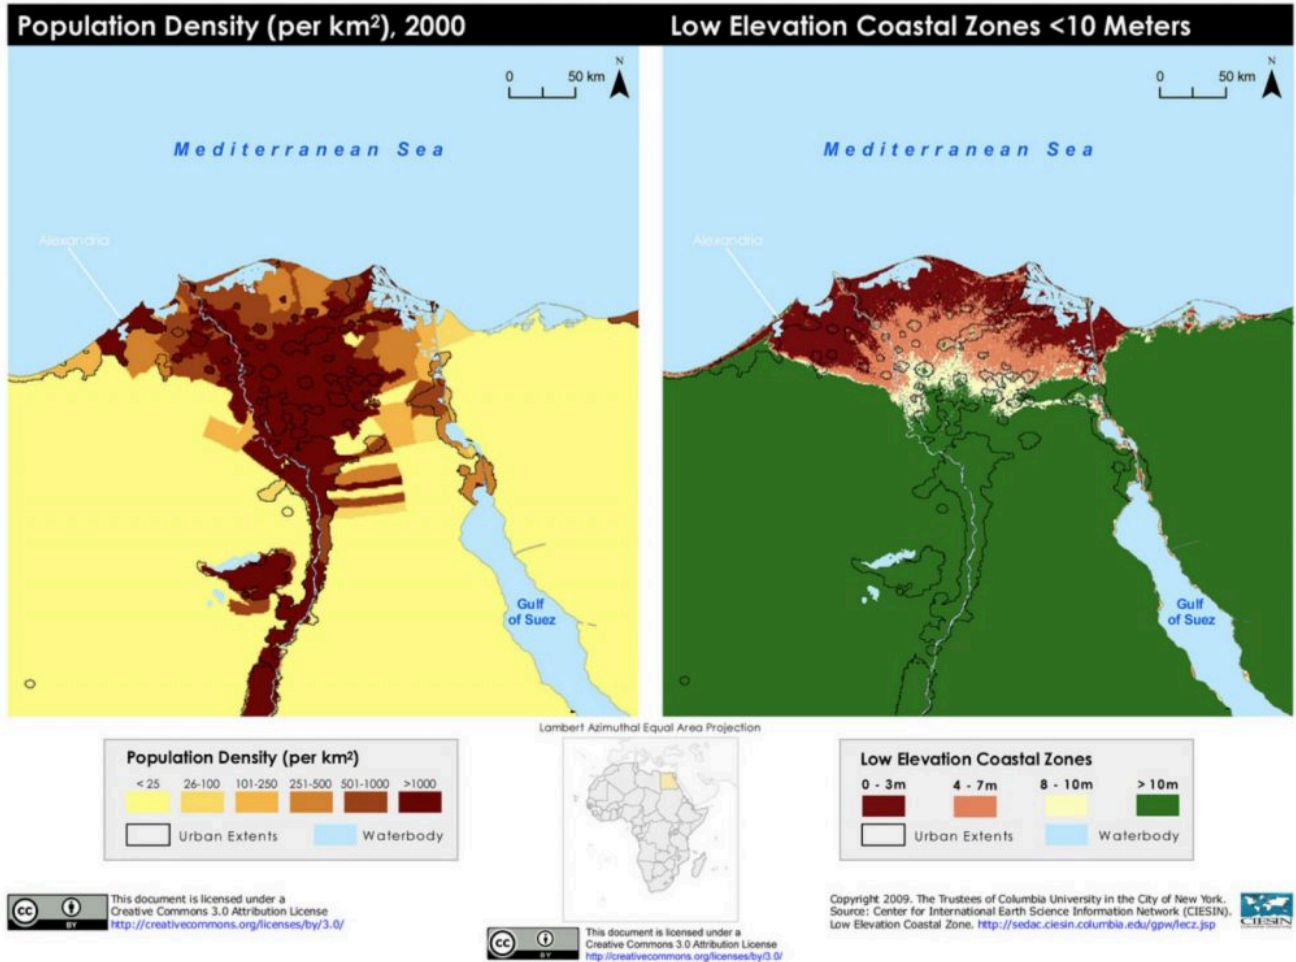 Population Density (per km²), 2000
Low Elevation Coastal Zones <10 Meters
N
0 50 km
N
0 50 km
Mediterranean Sea
Mediterranean Sea
Alexandria
Alexandria
Gulf
of Suez
Gulf
of Suez
Lambert Azimuthal Equal Area Projection
Population Density (per km²)
< 25 26-100 101-250 251-500 501-1000 >1000
Urban Extents Waterbody
Low Elevation Coastal Zones
0 - 3m 4 - 7m 8 - 10m > 10m
Urban Extents Waterbody
cc BY
This document is licensed under a
Creative Commons 3.0 Attribution License
http://creativecommons.org/licenses/by/3.0/
cc BY
This document is licensed under a
Creative Commons 3.0 Attribution License
http://creativecommons.org/licenses/by/3.0/
Copyright 2009. The Trustees of Columbia University in the City of New York.
Source: Center for International Earth Science Information Network (CIESIN).
Low Elevation Coastal Zone. http://sedac.ciesin.columbia.edu/gpw/lecz.jsp
CIESIN